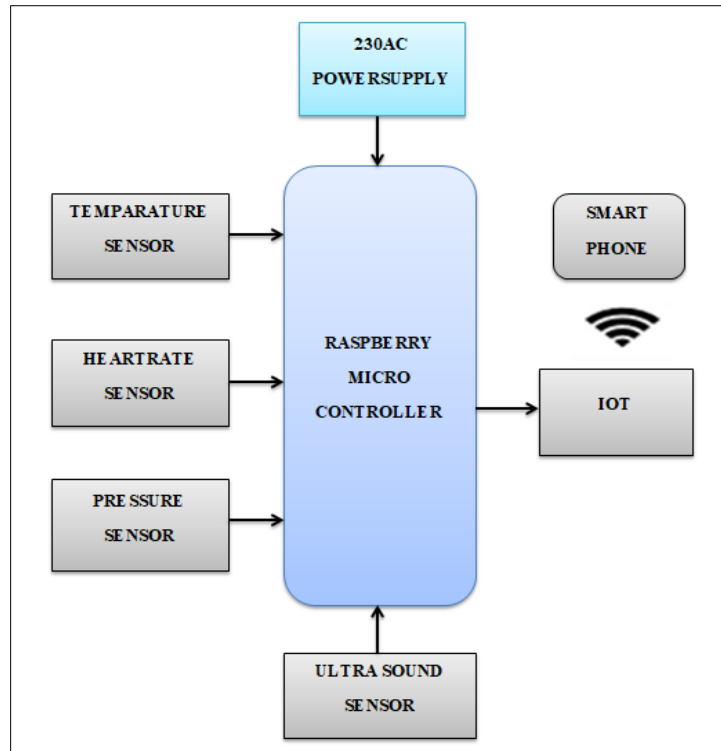 230AC
POWERSUPPLY
TEMPARATURE
SENSOR
HEARTRATE
SENSOR
PRESSURE
SENSOR
RASPBERRY
MICRO
CONTROLLER
SMART
PHONE
IOT
ULTRA SOUND
SENSOR